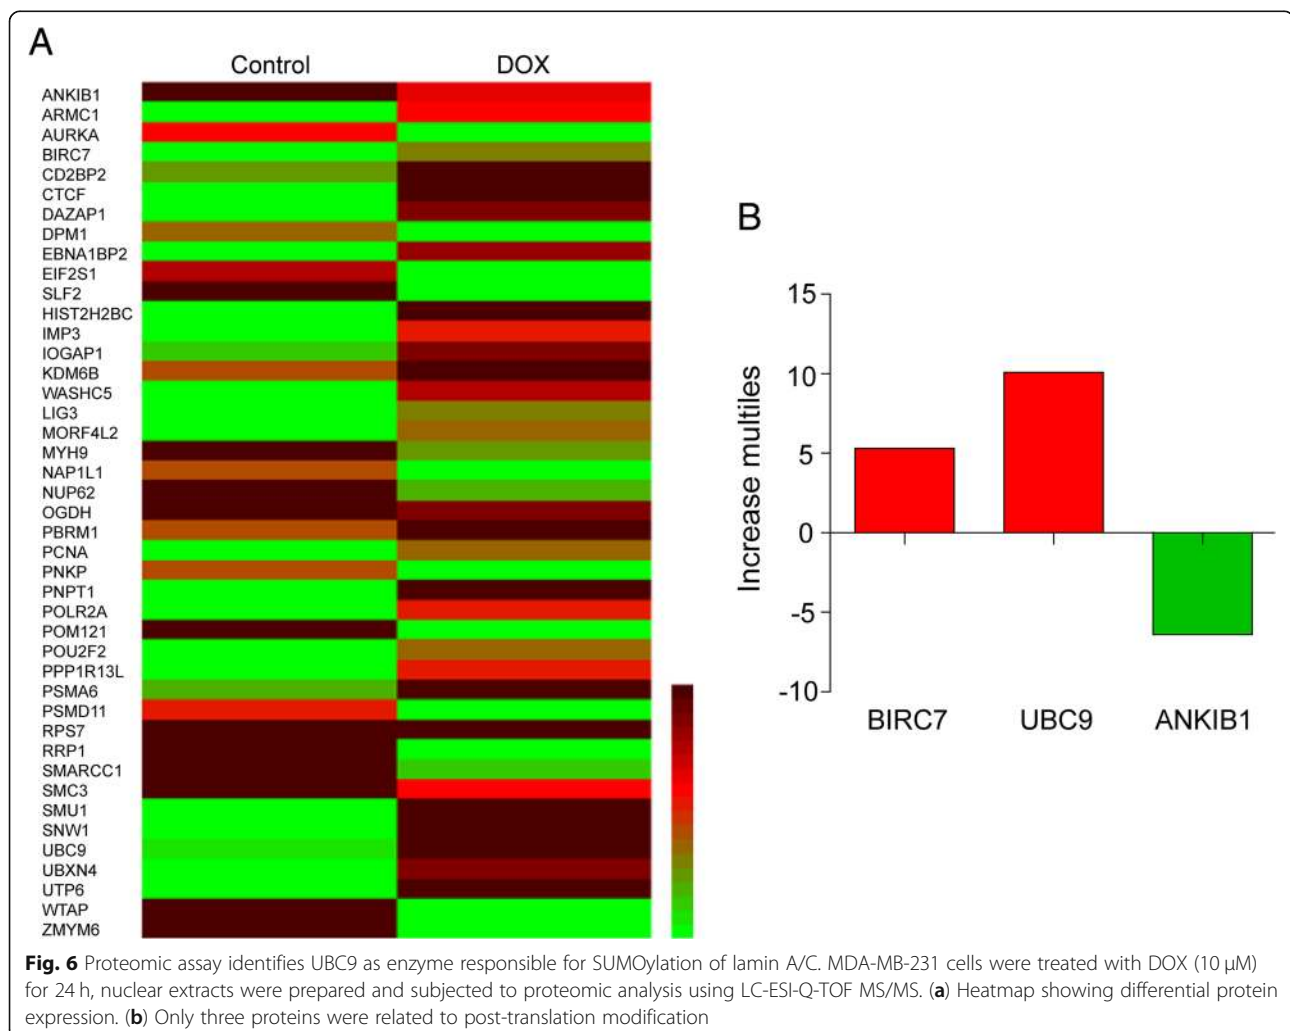 A
Control DOX
ANKIB1
ARMC1
AURKA
BIRC7
CD2BP2
CTCF
DAZAP1
DPM1
EBNA1BP2
EIF2S1
SLF2
HIST2H2BC
IMP3
IOGAP1
KDM6B
WASHC5
LIG3
MORF4L2
MYH9
NAP1L1
NUP62
OGDH
PBRM1
PCNA
PNKP
PNPT1
POLR2A
POM121
POU2F2
PPP1R13L
PSMA6
PSMD11
RPS7
RRP1
SMARCC1
SMC3
SMU1
SNW1
UBC9
UBXN4
UTP6
WTAP
ZMYM6
B
Increase multiles
15
10
5
0
-5
-10
BIRC7 UBC9 ANKIB1
Fig. 6 Proteomic assay identifies UBC9 as enzyme responsible for SUMOylation of lamin A/C. MDA-MB-231 cells were treated with DOX (10 μM)
for 24 h, nuclear extracts were prepared and subjected to proteomic analysis using LC-ESI-Q-TOF MS/MS. (a) Heatmap showing differential protein
expression. (b) Only three proteins were related to post-translation modification